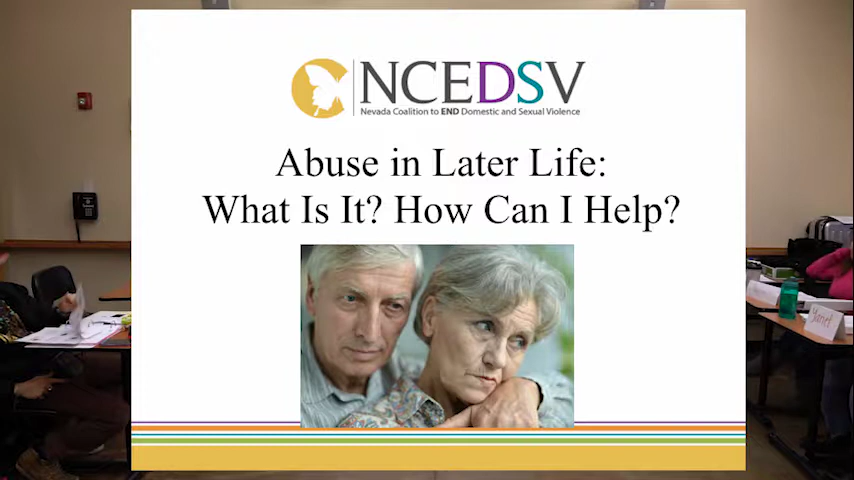 NCEDSV
Nevada Coalition to END Domestic and Sexual Violence
Abuse in Later Life:
What Is It? How Can I Help?